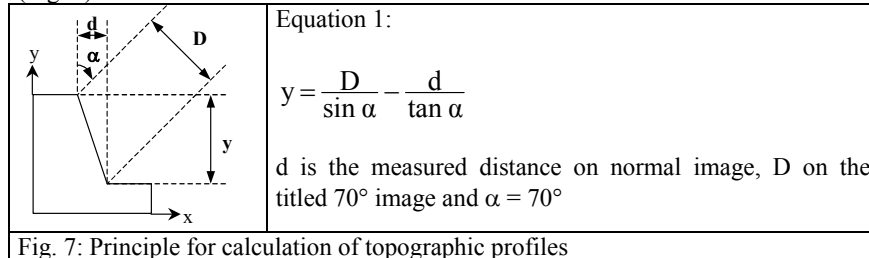 d
D
α
y
y
x
Equation 1:
y = D/sin α − d/tan α
d is the measured distance on normal image, D on the
titled 70° image and α = 70°
Fig. 7: Principle for calculation of topographic profiles